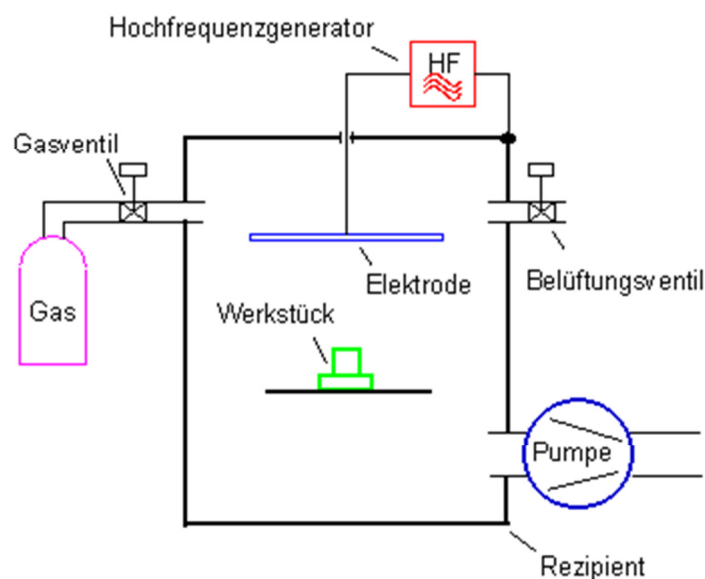 Hochfrequenzgenerator
HF
Gasventil
Elektrode
Belüftungsventil
Gas
Werkstück
Pumpe
Rezipient